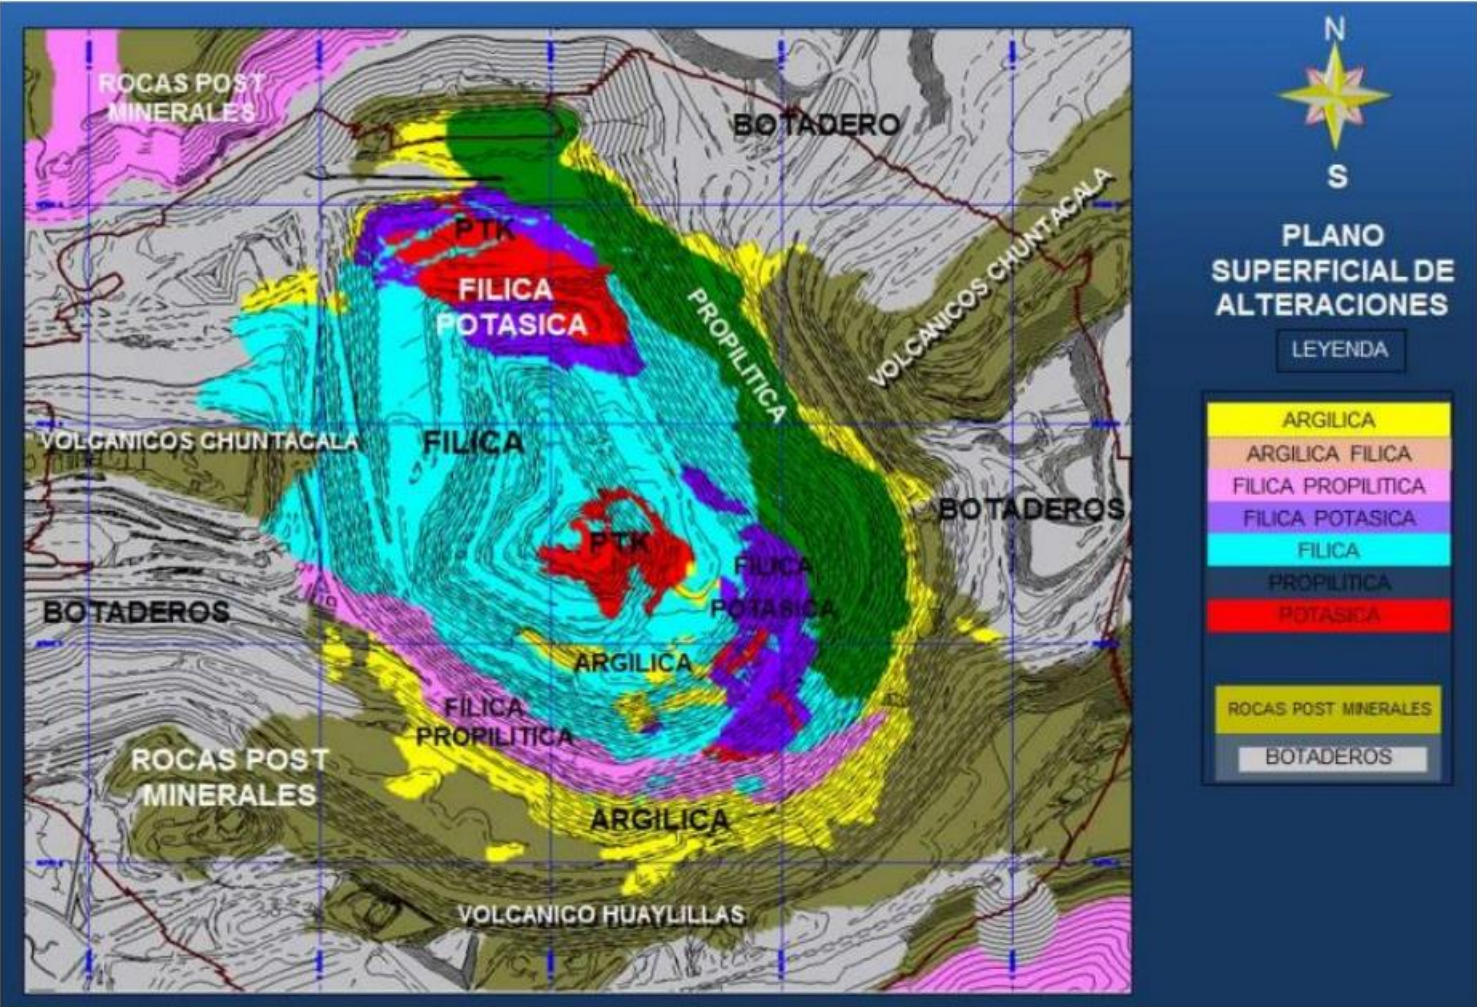 N
S
PLANO
SUPERFICIAL DE
ALTERACIONES
LEYENDA
ARGILICA
ARGILICA FILICA
FILICA PROPILITICA
FILICA POTASICA
FILICA
PROPILITICA
POTASICA
ROCAS POST MINERALES
BOTADEROS
ROCAS POST
MINERALES
BOTADERO
VOLCANICOS CHUNTACALA
PTK
FILICA
POTASICA
PROPILITICA
VOLCANICOS CHUNTACALA
FILICA
BOTADEROS
PTK
FILICA
POTASICA
BOTADEROS
ARGILICA
FILICA
PROPILITICA
ROCAS POST
MINERALES
ARGILICA
VOLCANICO HUAYLILLAS